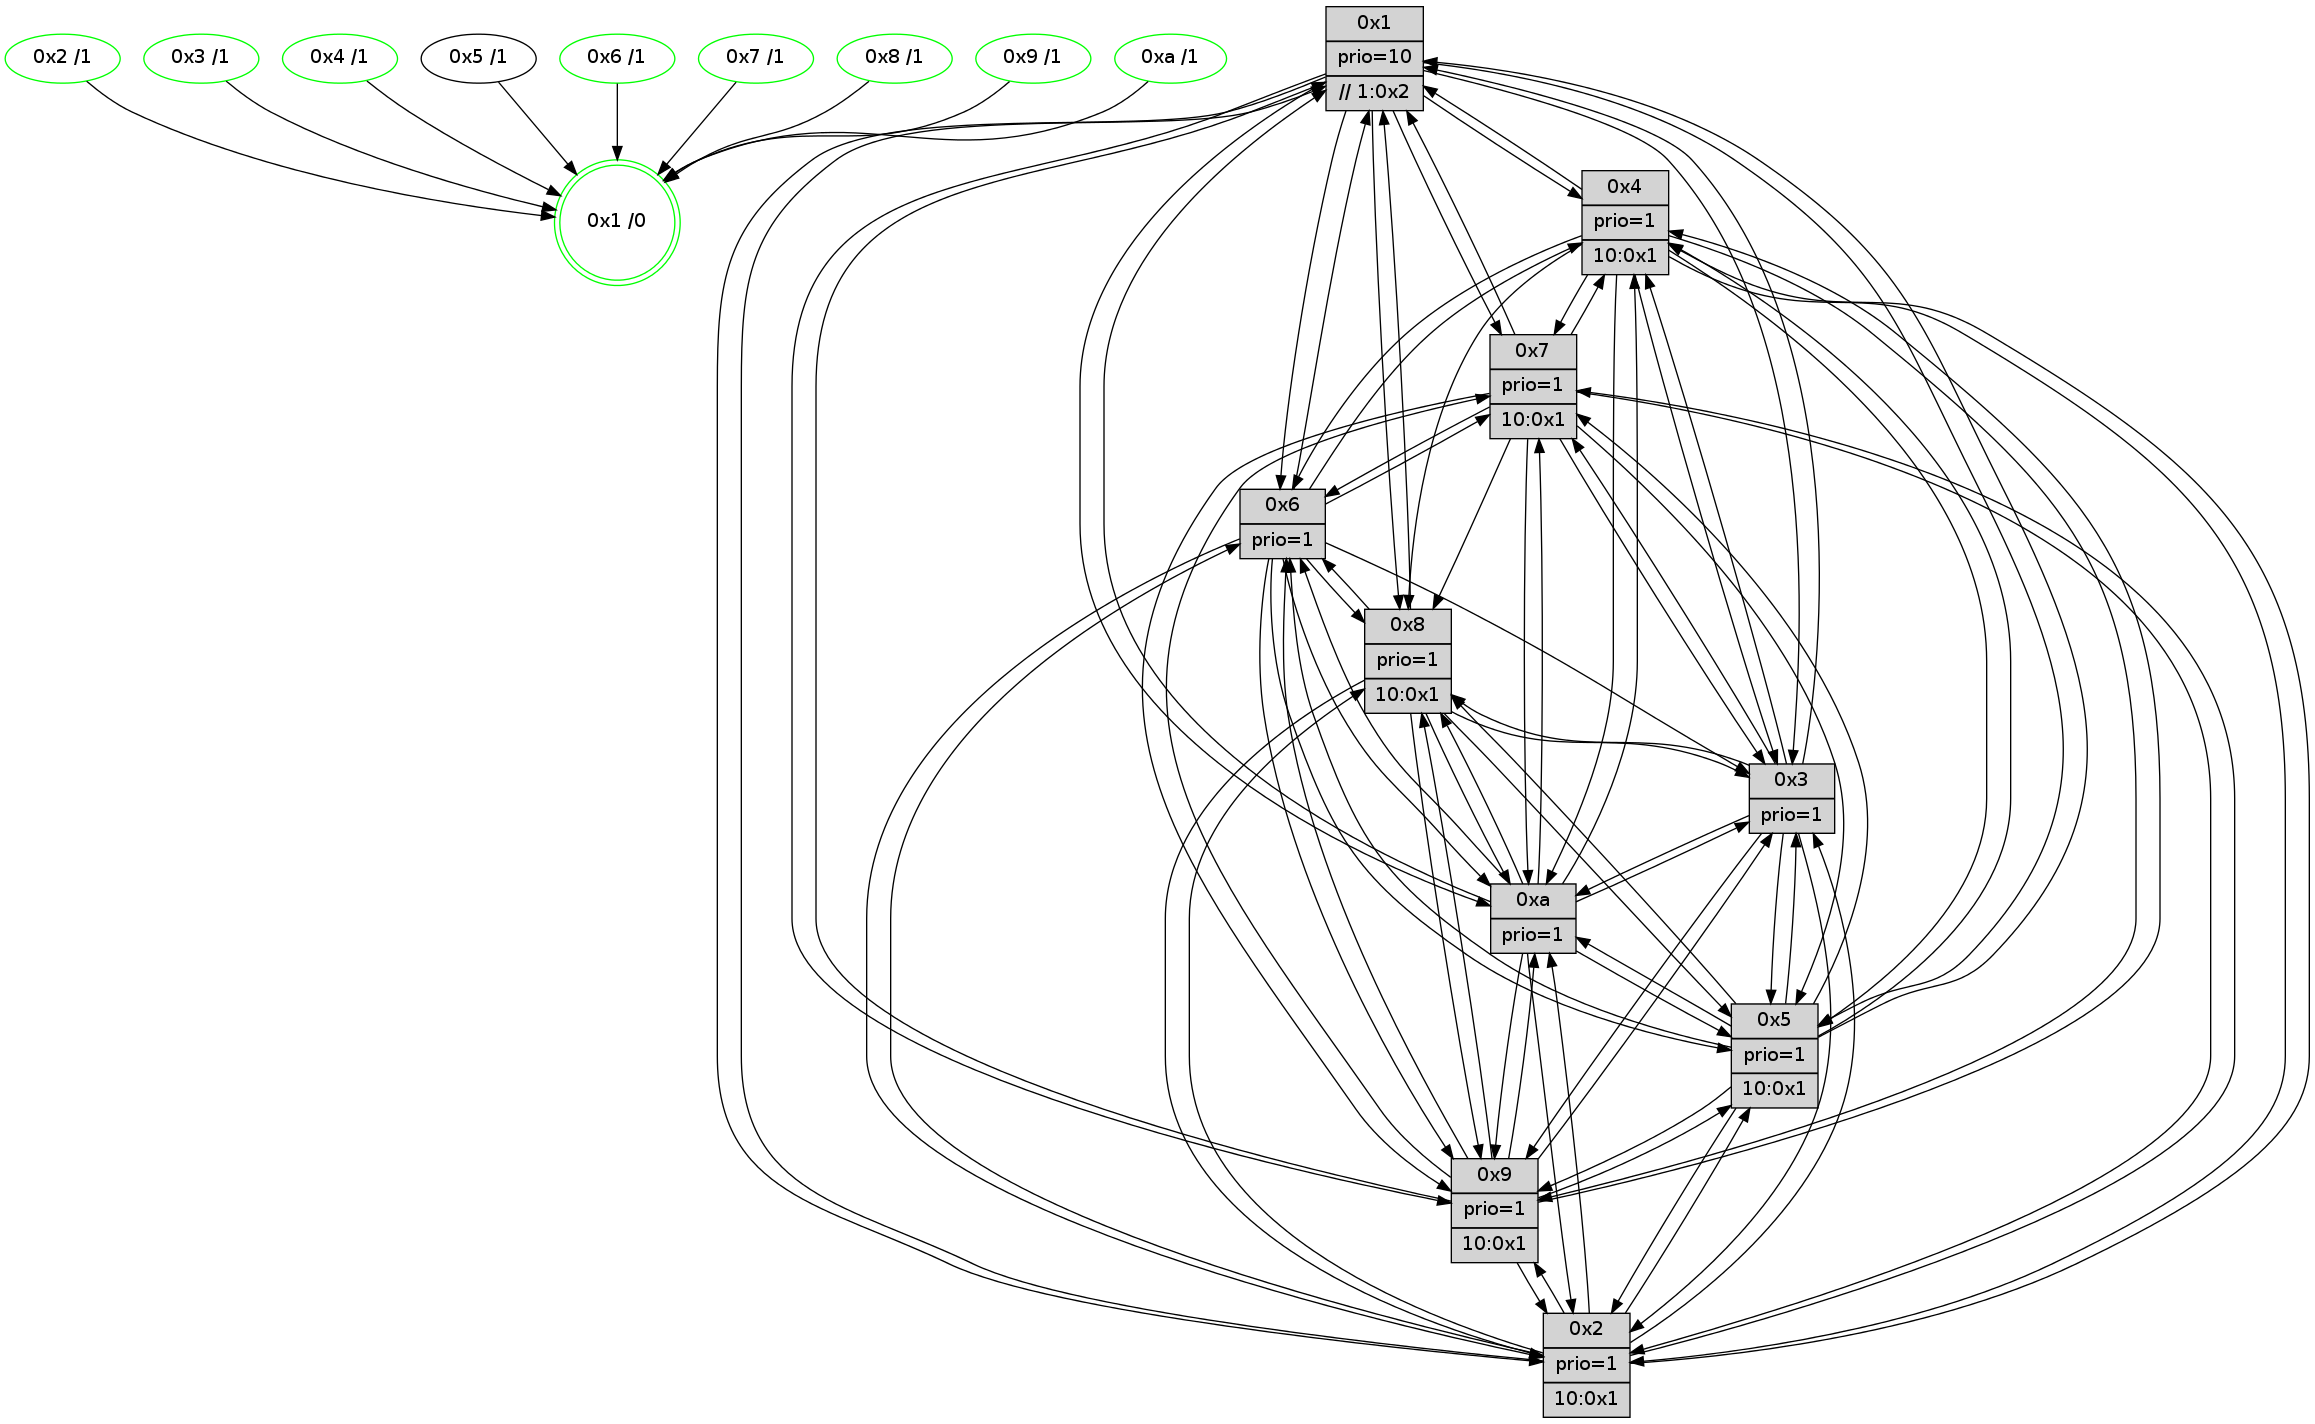 0x2 /1
0x3 /1
0x4 /1
0x5 /1
0x6 /1
0x7 /1
0x8 /1
0x9 /1
0xa /1
0x1 /0
0x1
prio=10
// 1:0x2
0x4
prio=1
10:0x1
0x7
prio=1
10:0x1
0x6
prio=1
0x8
prio=1
10:0x1
0x3
prio=1
0xa
prio=1
0x5
prio=1
10:0x1
0x9
prio=1
10:0x1
0x2
prio=1
10:0x1